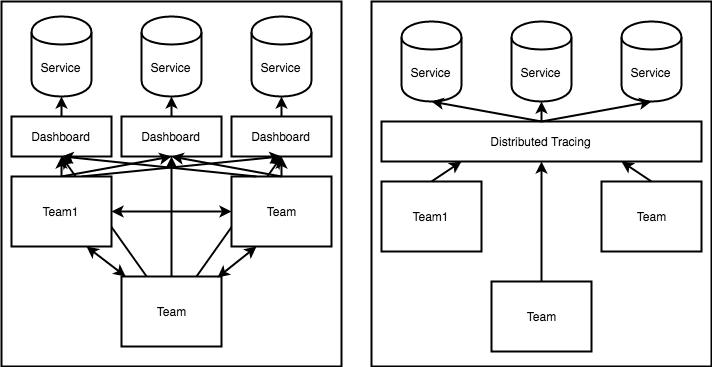 Service
Service
Service
Dashboard
Dashboard
Dashboard
Team1
Team
Team
Service
Service
Service
Distributed Tracing
Team1
Team
Team